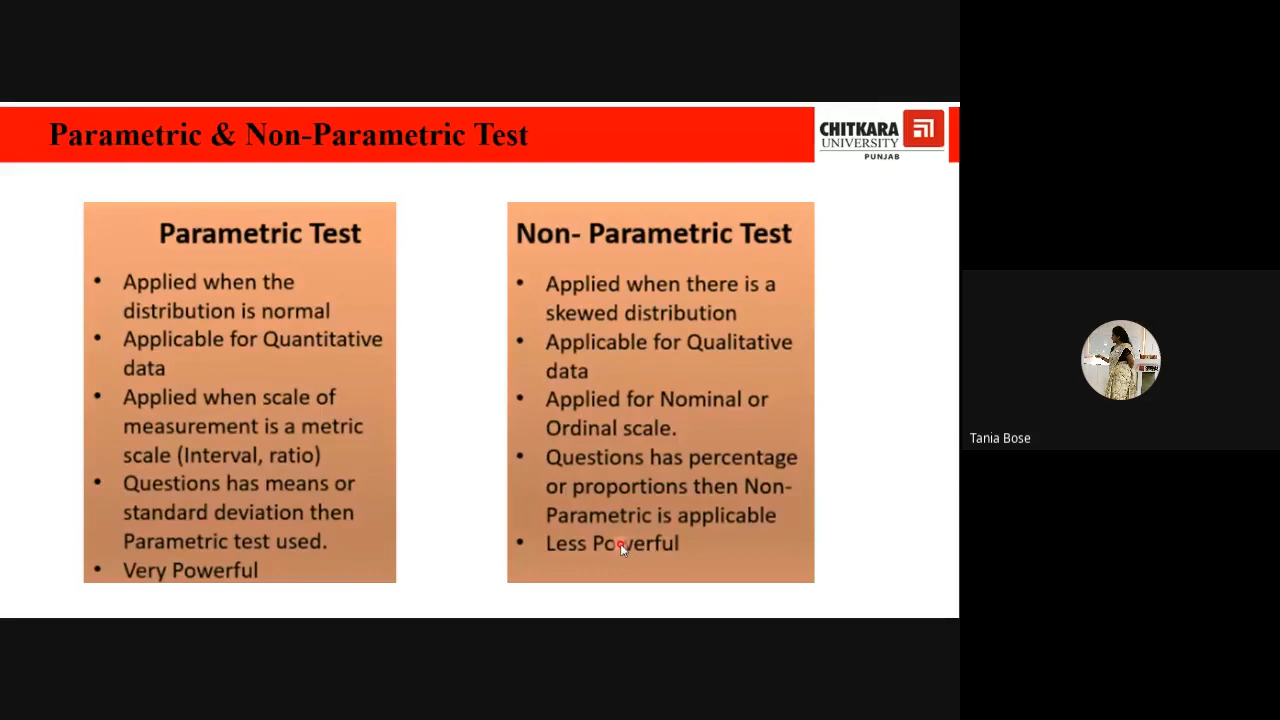 Parametric & Non-Parametric Test
CHITKARA
UNIVERSITY
PUNJAB
Parametric Test
• Applied when the
distribution is normal
• Applicable for Quantitative
data
• Applied when scale of
measurement is a metric
scale (Interval, ratio)
• Questions has means or
standard deviation then
Parametric test used.
• Very Powerful
Non- Parametric Test
• Applied when there is a
skewed distribution
• Applicable for Qualitative
data
• Applied for Nominal or
Ordinal scale.
• Questions has percentage
or proportions then Non-
Parametric is applicable
• Less Powerful
Tania Bose